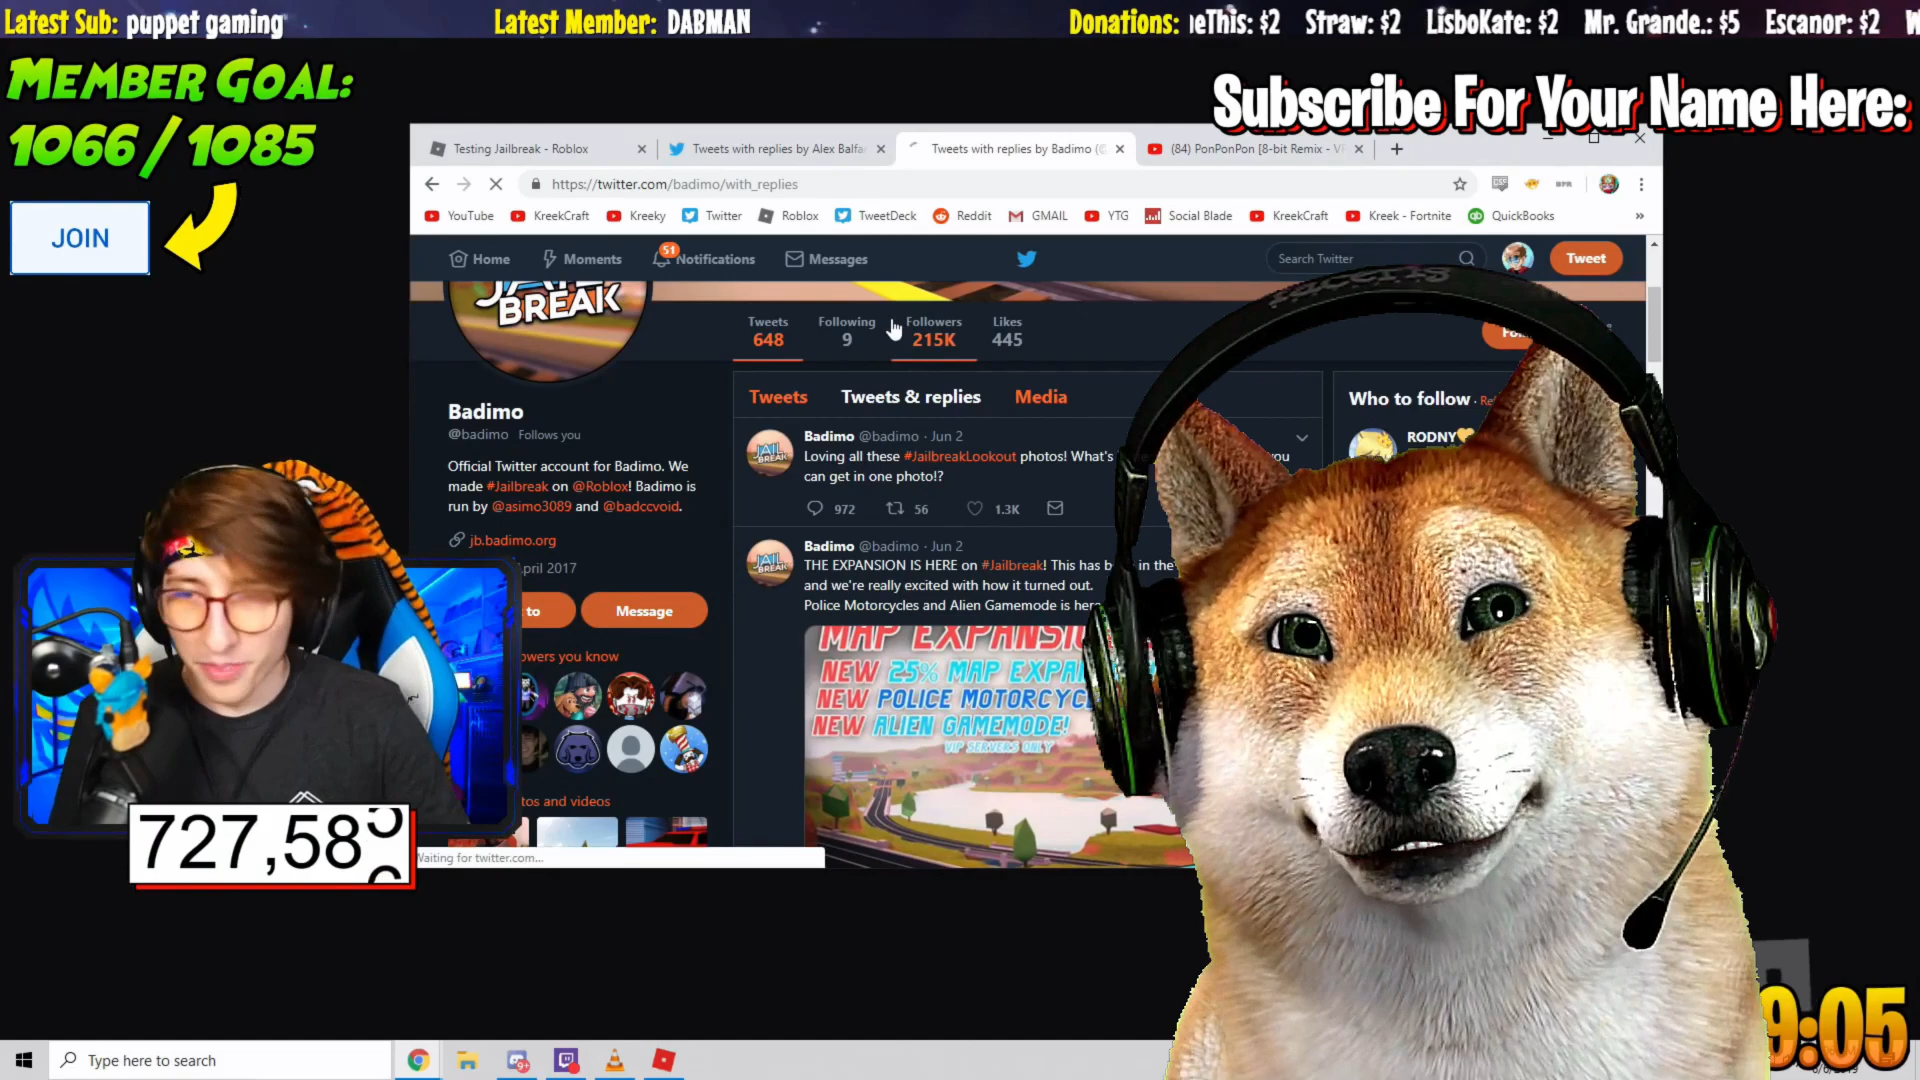 Latest Sub: puppet gaming
Latest Member: DABMAN
Donations: ıeThis: $2 Straw: $2 LisboKate: $2 Mr. Grande.: $5 Escanor: $2
MEMBER GOAL:
1066 / 1085
JOIN
Subscribe For Your Name Here:
Testing Jailbreak - Roblox
Tweets with replies by Alex Balfa
Tweets with replies by Badimo (@
(84) PonPonPon [8-bit Remix - V
https://twitter.com/badimo/with_replies
YouTube KreekCraft Kreeky Twitter Roblox TweetDeck Reddit GMAIL YTG Social Blade KreekCraft Kreek - Fortnite QuickBooks »
Home Moments 51 Notifications Messages
Search Twitter
Tweet
JAIL
BREAK
Tweets Following Followers Likes
648 9 215K 445
Badimo
@badimo Follows you
Official Twitter account for Badimo. We
made #Jailbreak on @Roblox! Badimo is
run by @asimo3089 and @badccvoid.
jb.badimo.org
pril 2017
to
Message
owers you know
tos and videos
Tweets Tweets & replies Media
Badimo @badimo · Jun 2
Loving all these #JailbreakLookout photos! What's you
can get in one photo!?
972 56 1.3K
Badimo @badimo · Jun 2
THE EXPANSION IS HERE on #Jailbreak! This has b in the
and we're really excited with how it turned out.
Police Motorcycles and Alien Gamemode is here
MAP EXPANSI
NEW 25% MAP EXPA
NEW POLICE MOTORCYC
NEW ALIEN GAMEMODE!
VIP SERVERS ONLY
Who to follow · Re
RODNY
727,58
Waiting for twitter.com...
Type here to search
9:05